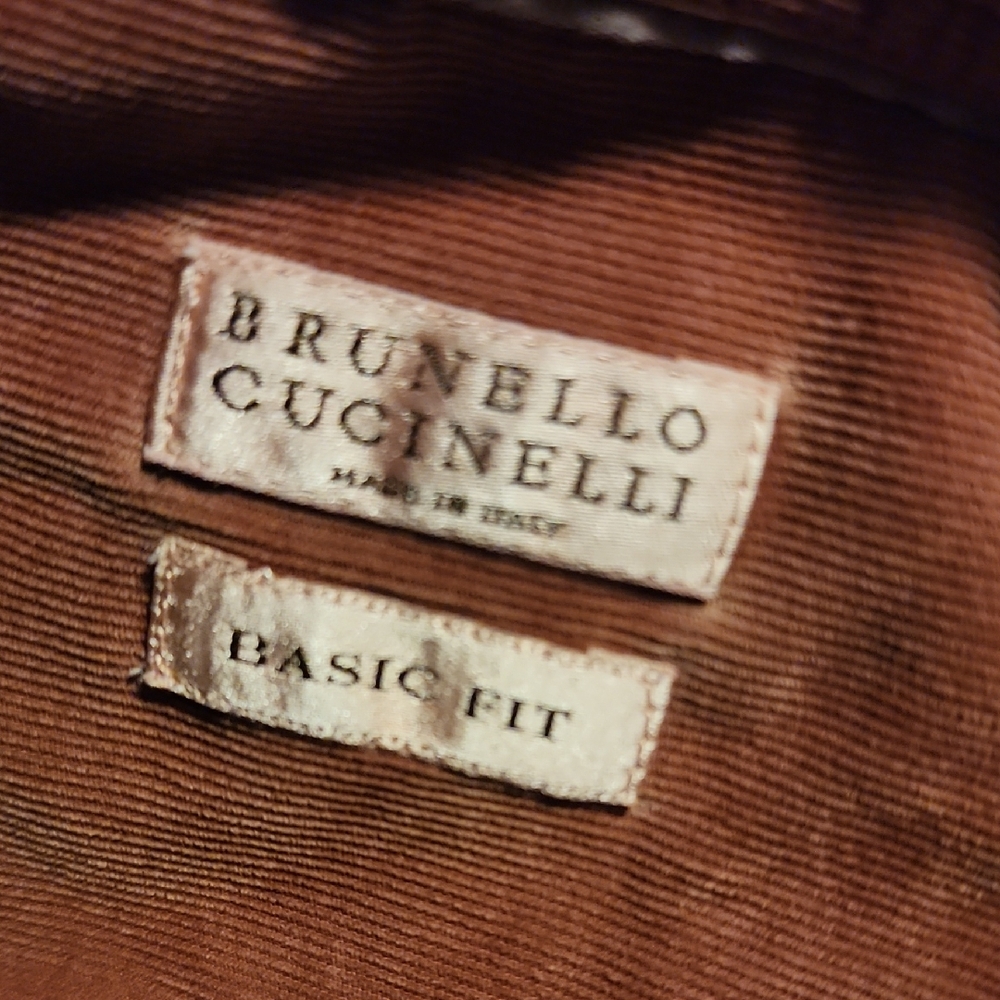 BRUNELLO
CUCINELLI
MADE IN ITALY
BASIC FIT